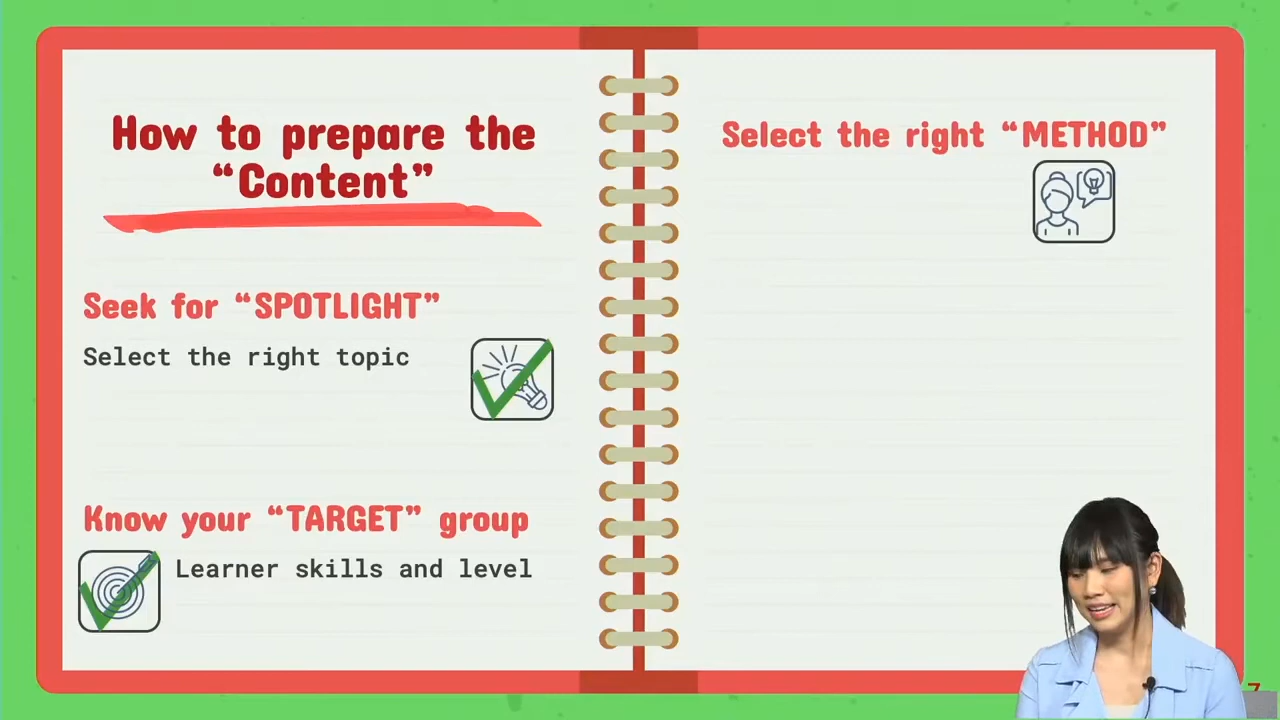 How to prepare the
“Content”
Seek for “SPOTLIGHT”
Select the right topic
Know your “TARGET” group
Learner skills and level
Select the right “METHOD”
7